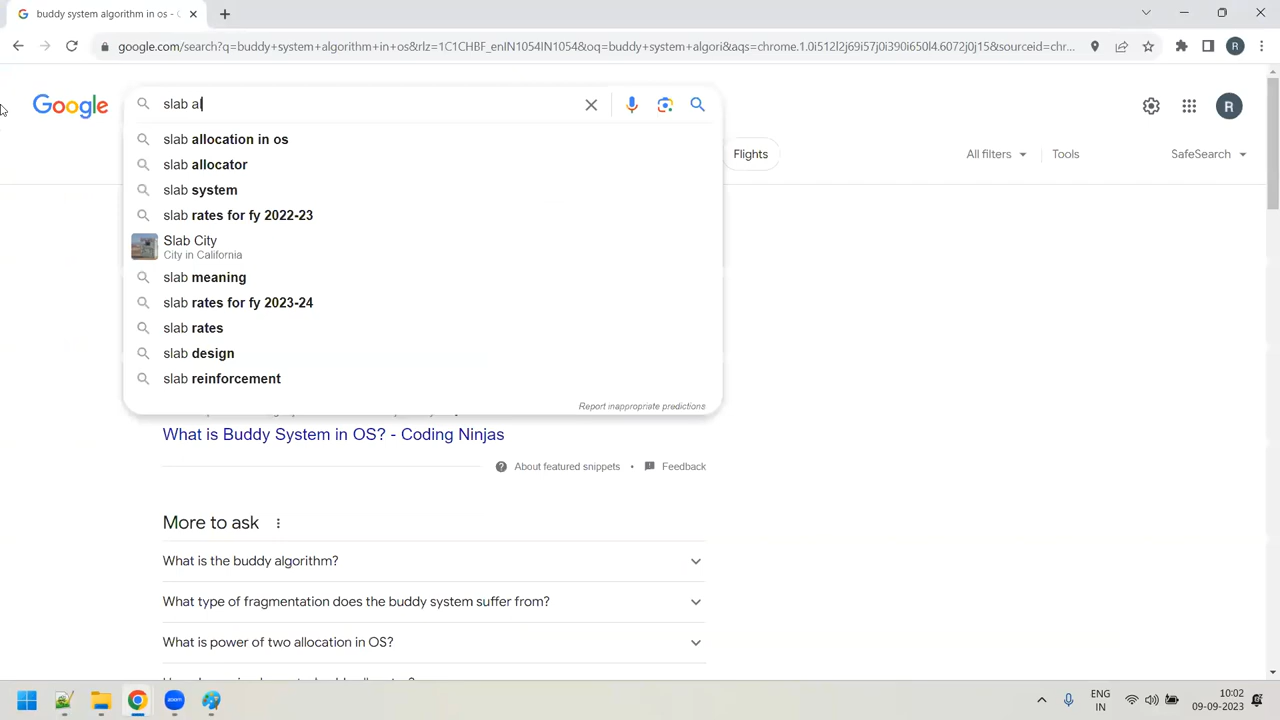 buddy system algorithm in os - G
google.com/search?q=buddy+system+algorithm+in+os&rlz=1C1CHBF_enIN1054IN1054&oq=buddy+system+algori&aqs=chrome.1.0i512l2j69i57j0i390i650l4.6072j0j15&sourceid=chr...
R
Google
slab al
R
slab allocation in os
slab allocator
slab system
slab rates for fy 2022-23
Slab City
City in California
slab meaning
slab rates for fy 2023-24
slab rates
slab design
slab reinforcement
Report inappropriate predictions
Flights
All filters
Tools
SafeSearch
What is Buddy System in OS? - Coding Ninjas
About featured snippets • Feedback
More to ask
What is the buddy algorithm?
What type of fragmentation does the buddy system suffer from?
What is power of two allocation in OS?
zoom
ENG
IN
10:02
09-09-2023